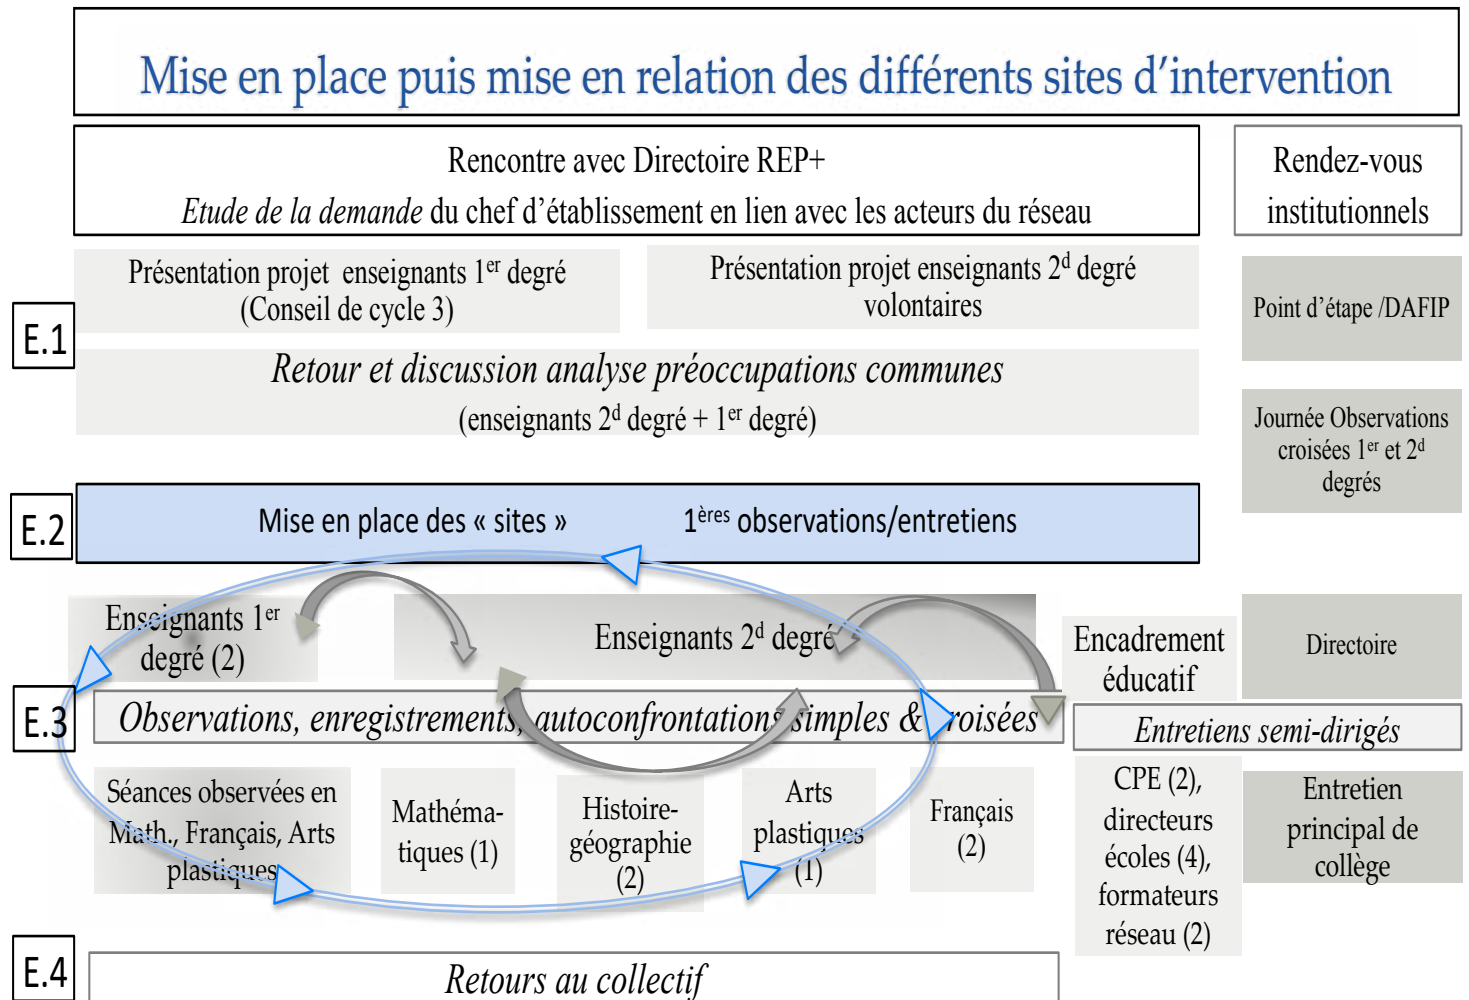 Mise en place puis mise en relation des différents sites d'intervention
Rencontre avec Directoire REP+
Etude de la demande du chef d'établissement en lien avec les acteurs du réseau
Rendez-vous
institutionnels
E.1
Présentation projet enseignants 1er degré
(Conseil de cycle 3)
Présentation projet enseignants 2d degré
volontaires
Retour et discussion analyse préoccupations communes
(enseignants 2d degré + 1er degré)
Point d'étape /DAFIP
Journée Observations
croisées 1er et 2d
degrés
E.2
Mise en place des « sites »
1ères observations/entretiens
Enseignants 1er
degré (2)
Enseignants 2d degré
Encadrement
éducatif
Directoire
E.3
Observations, enregistrements, autoconfrontations simples & croisées
Entretiens semi-dirigés
Séances observées en
Math., Français, Arts
plastiques
Mathéma-
tiques (1)
Histoire-
géographie
(2)
Arts
plastiques
(1)
Français
(2)
CPE (2),
directeurs
écoles (4),
formateurs
réseau (2)
Entretien
principal de
collège
E.4
Retours au collectif